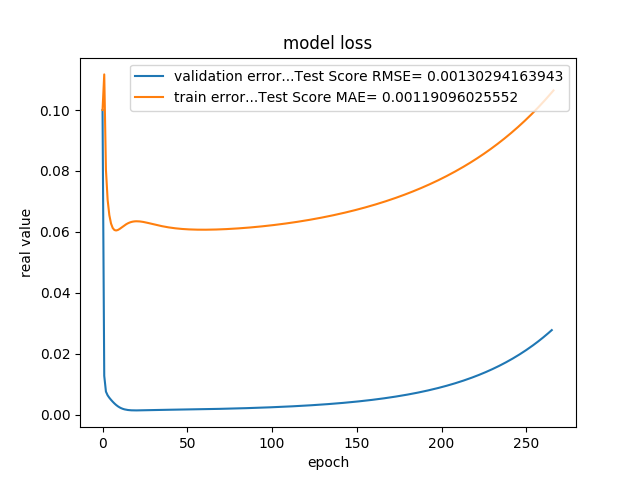 model loss
validation error...Test Score RMSE= 0.00130294163943
train error...Test Score MAE= 0.00119096025552
real value
0.10
0.08
0.06
0.04
0.02
0.00
0 50 100 150 200 250
epoch